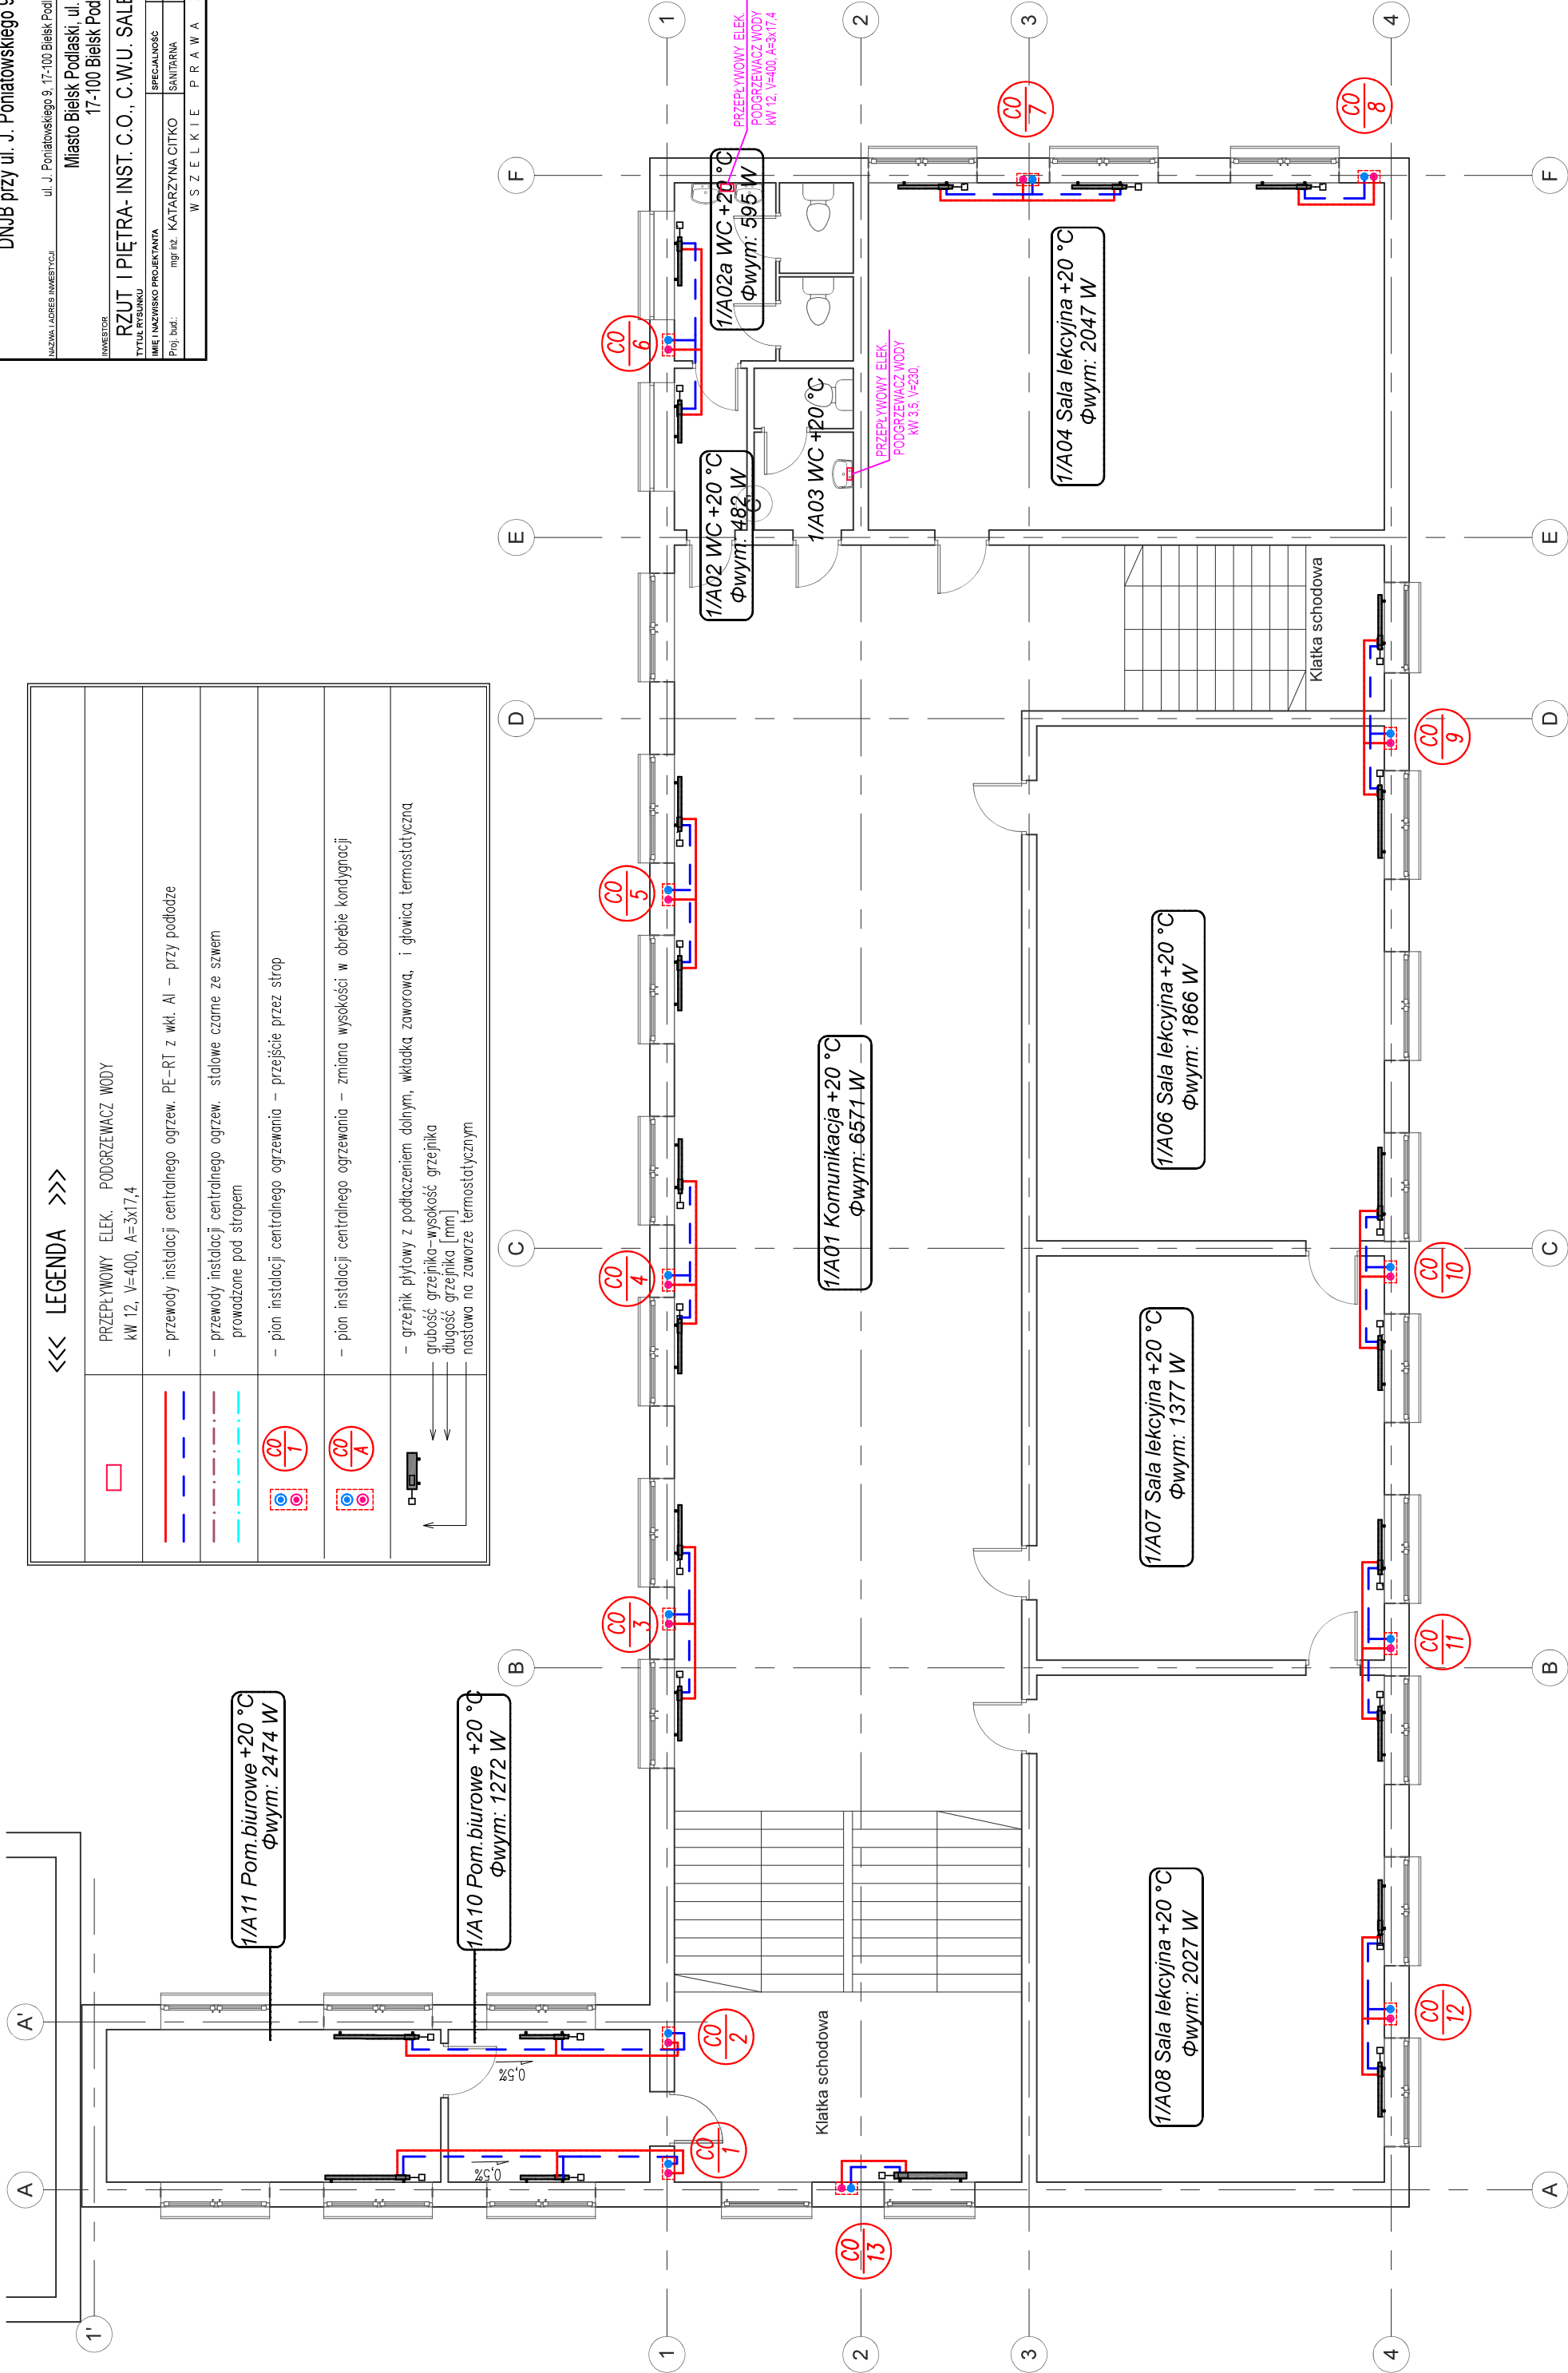 DNJB przy ul. J. Poniatowskiego 9
NAZWA I ADRES INWESTYCJI
ul. J. Poniatowskiego 9, 17-100 Bielsk Podl
Miasto Bielsk Podlaski, ul.
17-100 Bielsk Pod
INWESTOR
RZUT I PIĘTRA- INST. C.O., C.W.U. SALE
TYTUŁ RYSUNKU
IMIĘ I NAZWISKO PROJEKTANTA
SPECJALNOŚĆ
Proj. bud.:
mgr inż. KATARZYNA CITKO
SANITARNA
WSZELKIE PRAWA
<<< LEGENDA >>>
PRZEPŁYWOWY ELEK. PODGRZEWACZ WODY
kW 12, V=400, A=3x17,4
– przewody instalacji centralnego ogrzew. PE–RT z wkł. Al – przy podłodze
– przewody instalacji centralnego ogrzew. stalowe czarne ze szwem
prowadzone pod stropem
CO
1
– pion instalacji centralnego ogrzewania – przejście przez strop
CO
A
– pion instalacji centralnego ogrzewania – zmiana wysokości w obrębie kondygnacji
– grzejnik płytowy z podłączeniem dolnym, wkładką zaworową, i głowicą termostatyczną
grubość grzejnika–wysokość grzejnika
długość grzejnika [mm]
nastawa na zaworze termostatycznym
1/A11 Pom.biurowe +20 °C
Φwym: 2474 W
1/A10 Pom.biurowe +20 °C
Φwym: 1272 W
A'
A
1'
B
C
D
E
F
1
2
3
4
0,5%
0,5%
CO
1
CO
2
CO
3
CO
4
CO
5
CO
6
CO
7
CO
8
CO
9
CO
10
CO
11
CO
12
CO
13
1/A02 WC +20 °C
Φwym: 482 W
1/A02a WC +20 °C
Φwym: 595 W
1/A03 WC +20 °C
PRZEPŁYWOWY ELEK.
PODGRZEWACZ WODY
kW 12, V=400, A=3x17,4
PRZEPŁYWOWY ELEK.
PODGRZEWACZ WODY
kW 3,5, V=230,
1/A04 Sala lekcyjna +20 °C
Φwym: 2047 W
1/A01 Komunikacja +20 °C
Φwym: 6571 W
1/A06 Sala lekcyjna +20 °C
Φwym: 1866 W
1/A07 Sala lekcyjna +20 °C
Φwym: 1377 W
1/A08 Sala lekcyjna +20 °C
Φwym: 2027 W
Klatka schodowa
Klatka schodowa
1
2
3
4
A
B
C
D
E
F